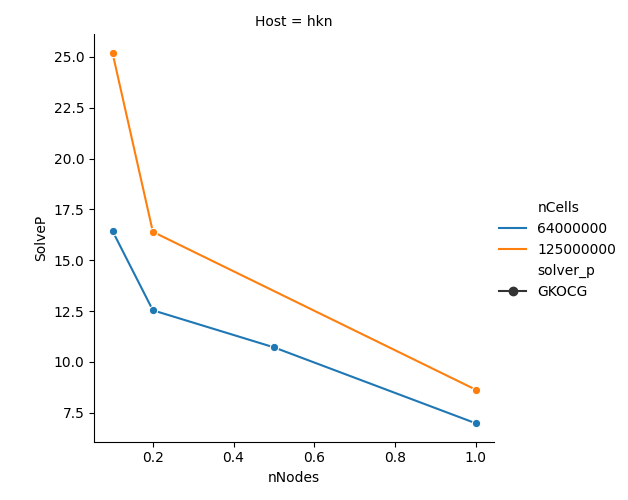 Host = hkn
SolveP
25.0
22.5
20.0
17.5
15.0
12.5
10.0
7.5
0.2
0.4
0.6
0.8
1.0
nNodes
nCells
64000000
125000000
solver_p
GKOCG